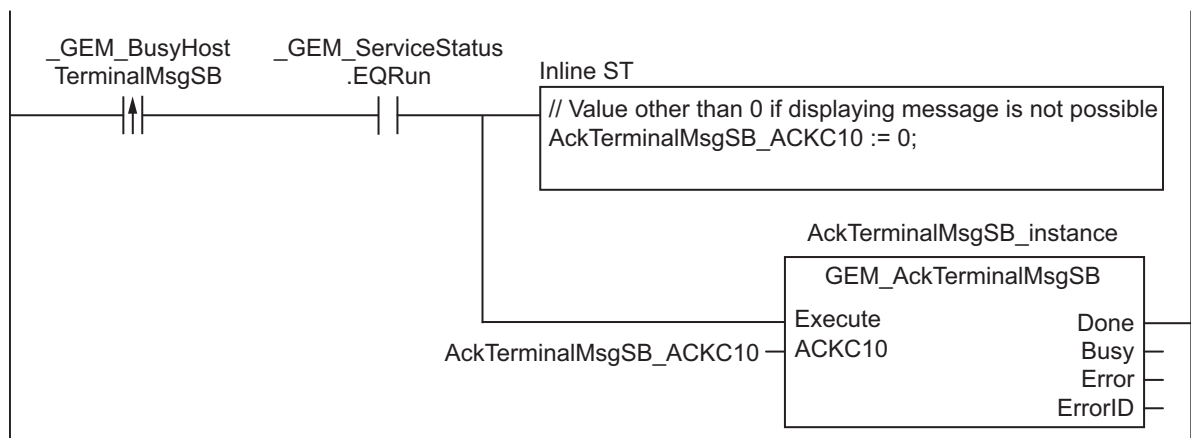 _GEM_BusyHost
TerminalMsgSB
_GEM_ServiceStatus
.EQRun
Inline ST
// Value other than 0 if displaying message is not possible
AckTerminalMsgSB_ACKC10 := 0;
AckTerminalMsgSB_instance
GEM_AckTerminalMsgSB
Execute
Done
AckTerminalMsgSB_ACKC10
ACKC10
Busy
Error
ErrorID